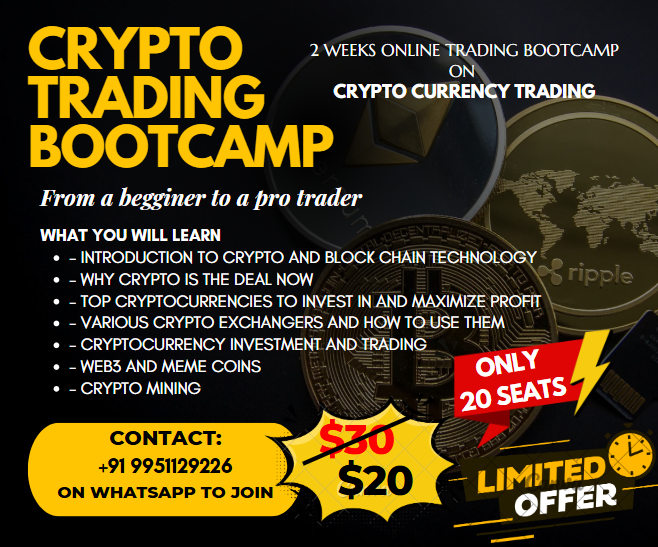 CRYPTO
TRADING
BOOTCAMP
2 WEEKS ONLINE TRADING BOOTCAMP
ON
CRYPTO CURRENCY TRADING
From a begginer to a pro trader
WHAT YOU WILL LEARN
• - INTRODUCTION TO CRYPTO AND BLOCK CHAIN TECHNOLOGY
• - WHY CRYPTO IS THE DEAL NOW
• - TOP CRYPTOCURRENCIES TO INVEST IN AND MAXIMIZE PROFIT
• - VARIOUS CRYPTO EXCHANGERS AND HOW TO USE THEM
• - CRYPTOCURRENCY INVESTMENT AND TRADING
• - WEB3 AND MEME COINS
• - CRYPTO MINING
ripple
ONLY
20 SEATS
CONTACT:
+91 9951129226
ON WHATSAPP TO JOIN
$30
$20
LIMITED
OFFER